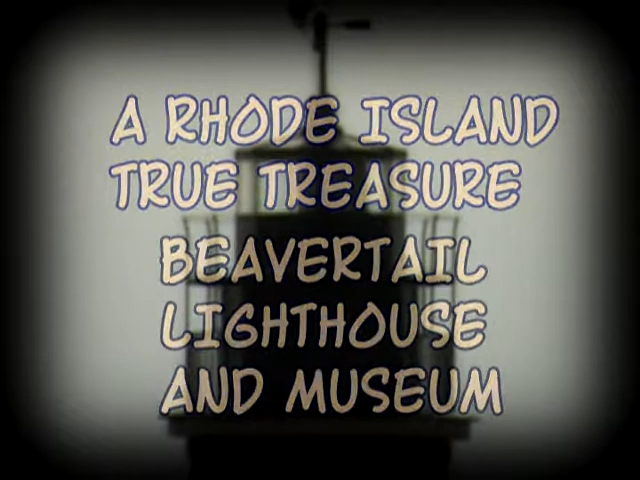 A RHODE ISLAND
TRUE TREASURE
BEAVERTAIL
LIGHTHOUSE
AND MUSEUM